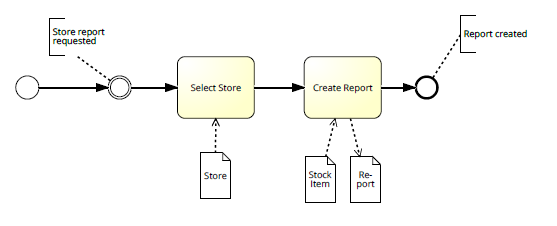 Store report
requested
Report created
Select Store
Create Report
Store
Stock
Item
Re-
port